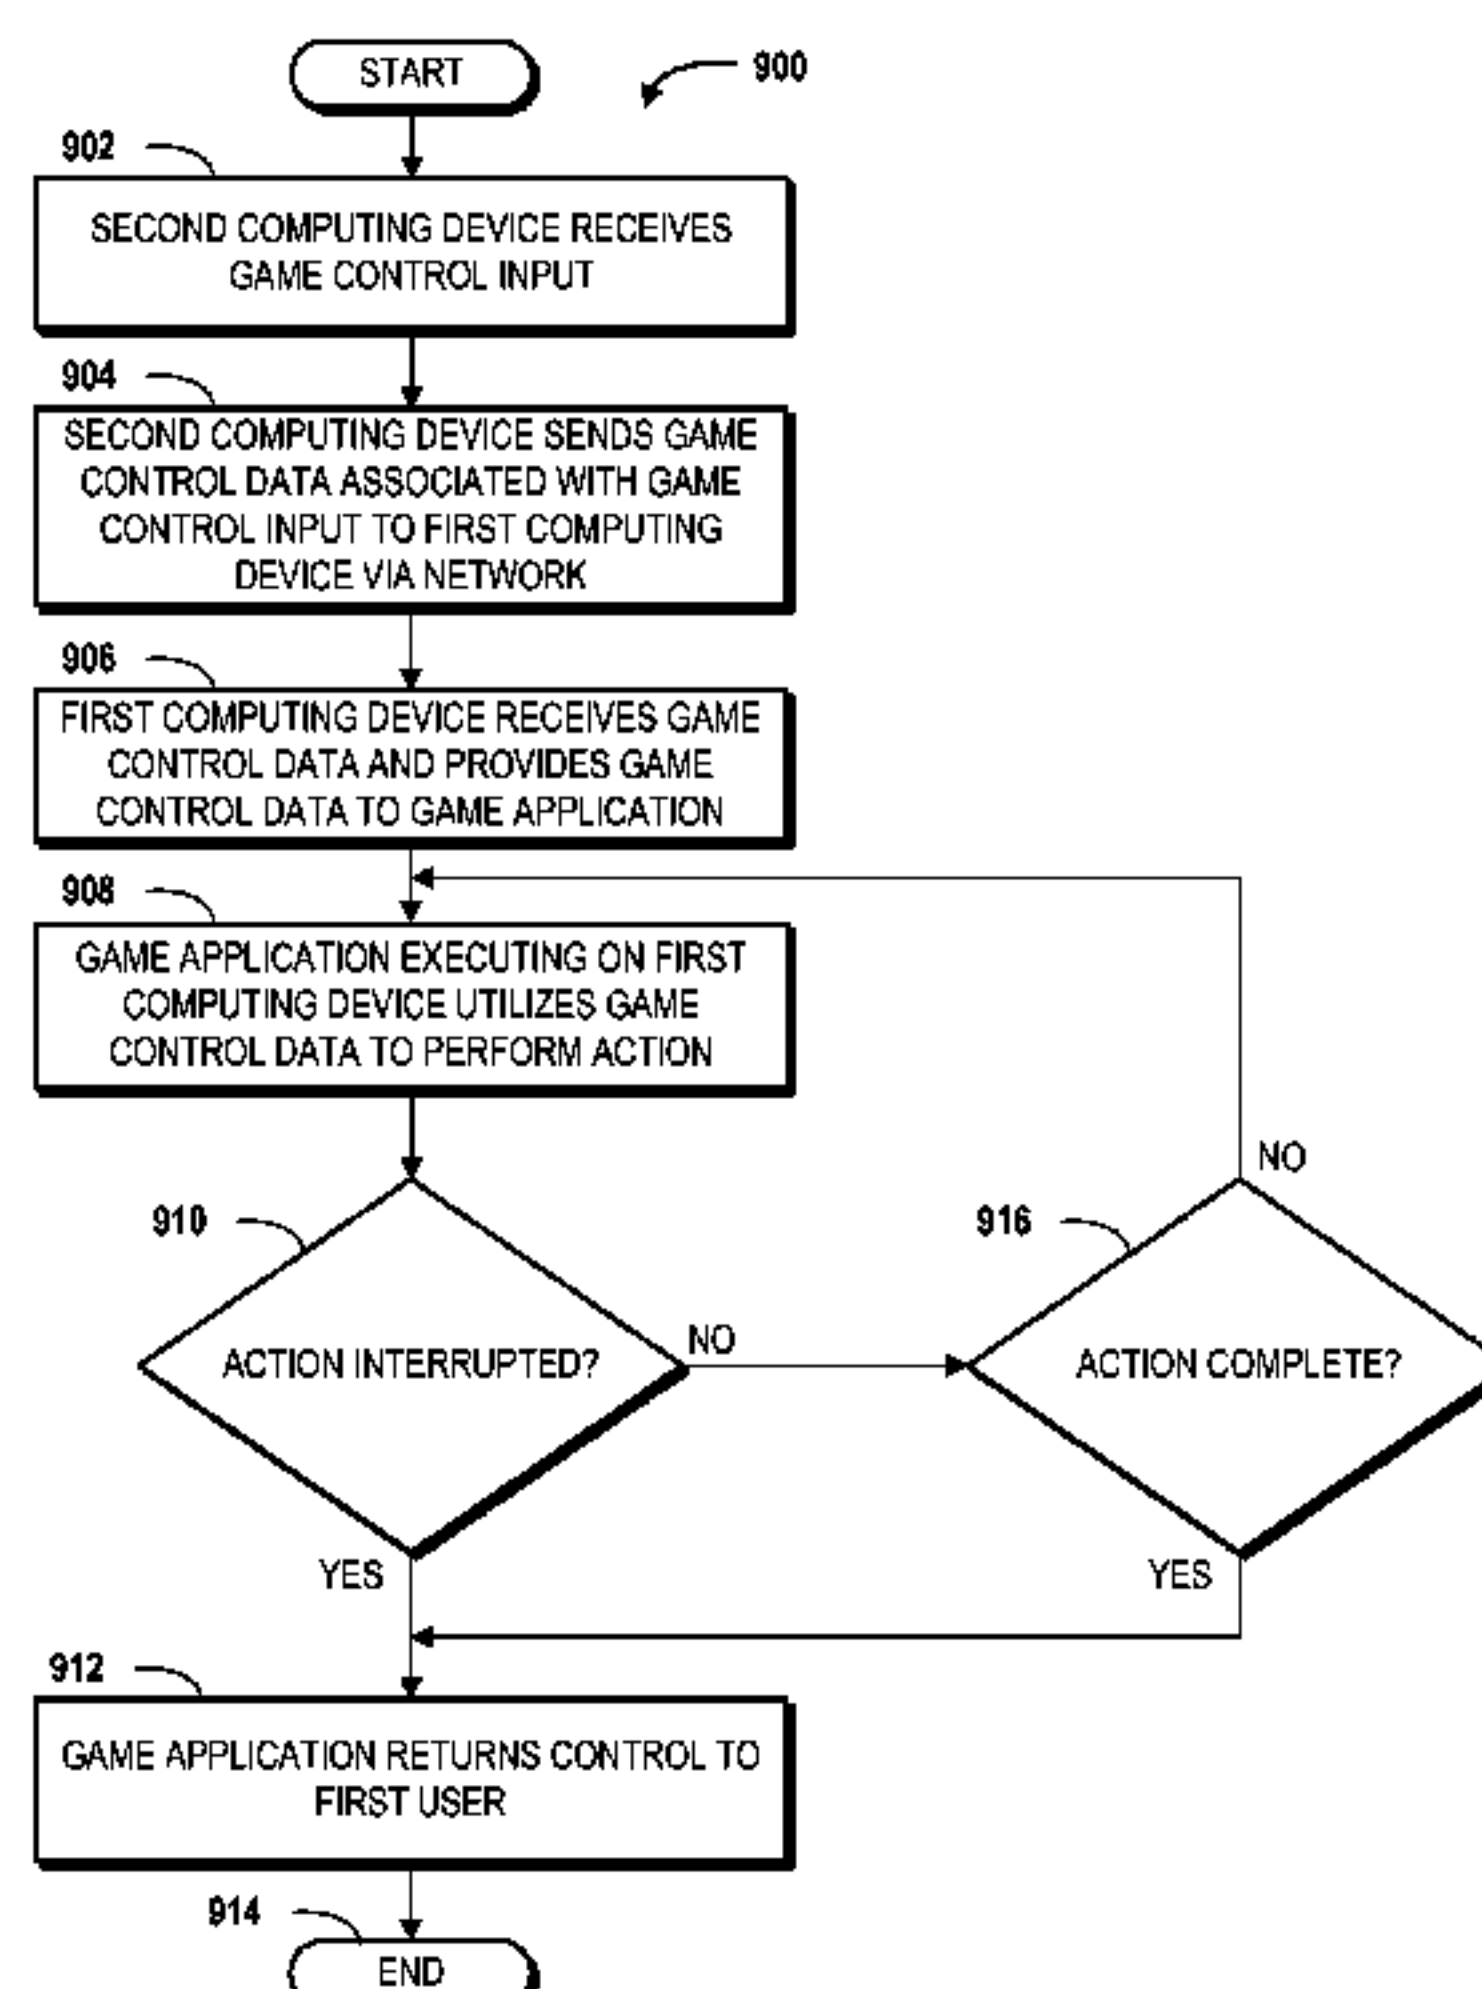 START
900
902
SECOND COMPUTING DEVICE RECEIVES
GAME CONTROL INPUT
904
SECOND COMPUTING DEVICE SENDS GAME
CONTROL DATA ASSOCIATED WITH GAME
CONTROL INPUT TO FIRST COMPUTING
DEVICE VIA NETWORK
906
FIRST COMPUTING DEVICE RECEIVES GAME
CONTROL DATA AND PROVIDES GAME
CONTROL DATA TO GAME APPLICATION
908
GAME APPLICATION EXECUTING ON FIRST
COMPUTING DEVICE UTILIZES GAME
CONTROL DATA TO PERFORM ACTION
910
ACTION INTERRUPTED?
NO
YES
916
NO
ACTION COMPLETE?
YES
912
GAME APPLICATION RETURNS CONTROL TO
FIRST USER
914
END